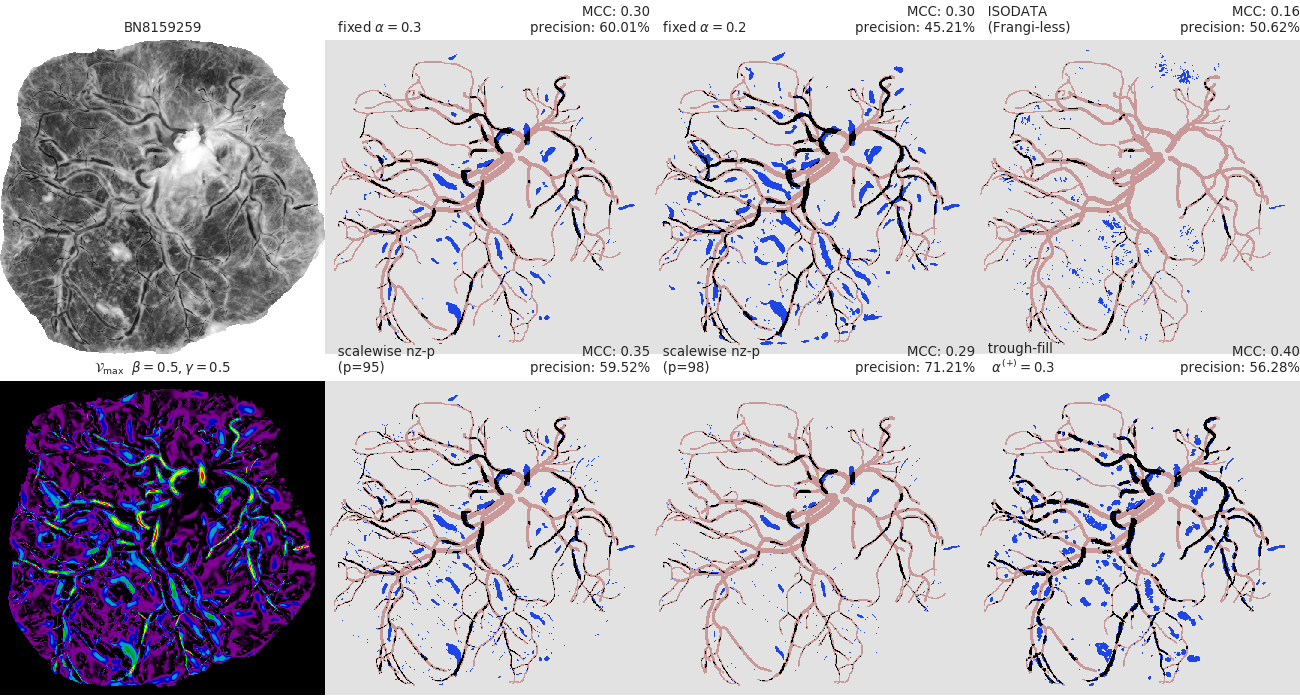 BN8159259
fixed α = 0.3
MCC: 0.30
precision: 60.01%
fixed α = 0.2
MCC: 0.30
precision: 45.21%
ISODATA
(Frangi-less)
MCC: 0.16
precision: 50.62%
𝒱max β = 0.5, γ = 0.5
scalewise nz-p
(p=95)
MCC: 0.35
precision: 59.52%
scalewise nz-p
(p=98)
MCC: 0.29
precision: 71.21%
trough-fill
α(+) = 0.3
MCC: 0.40
precision: 56.28%